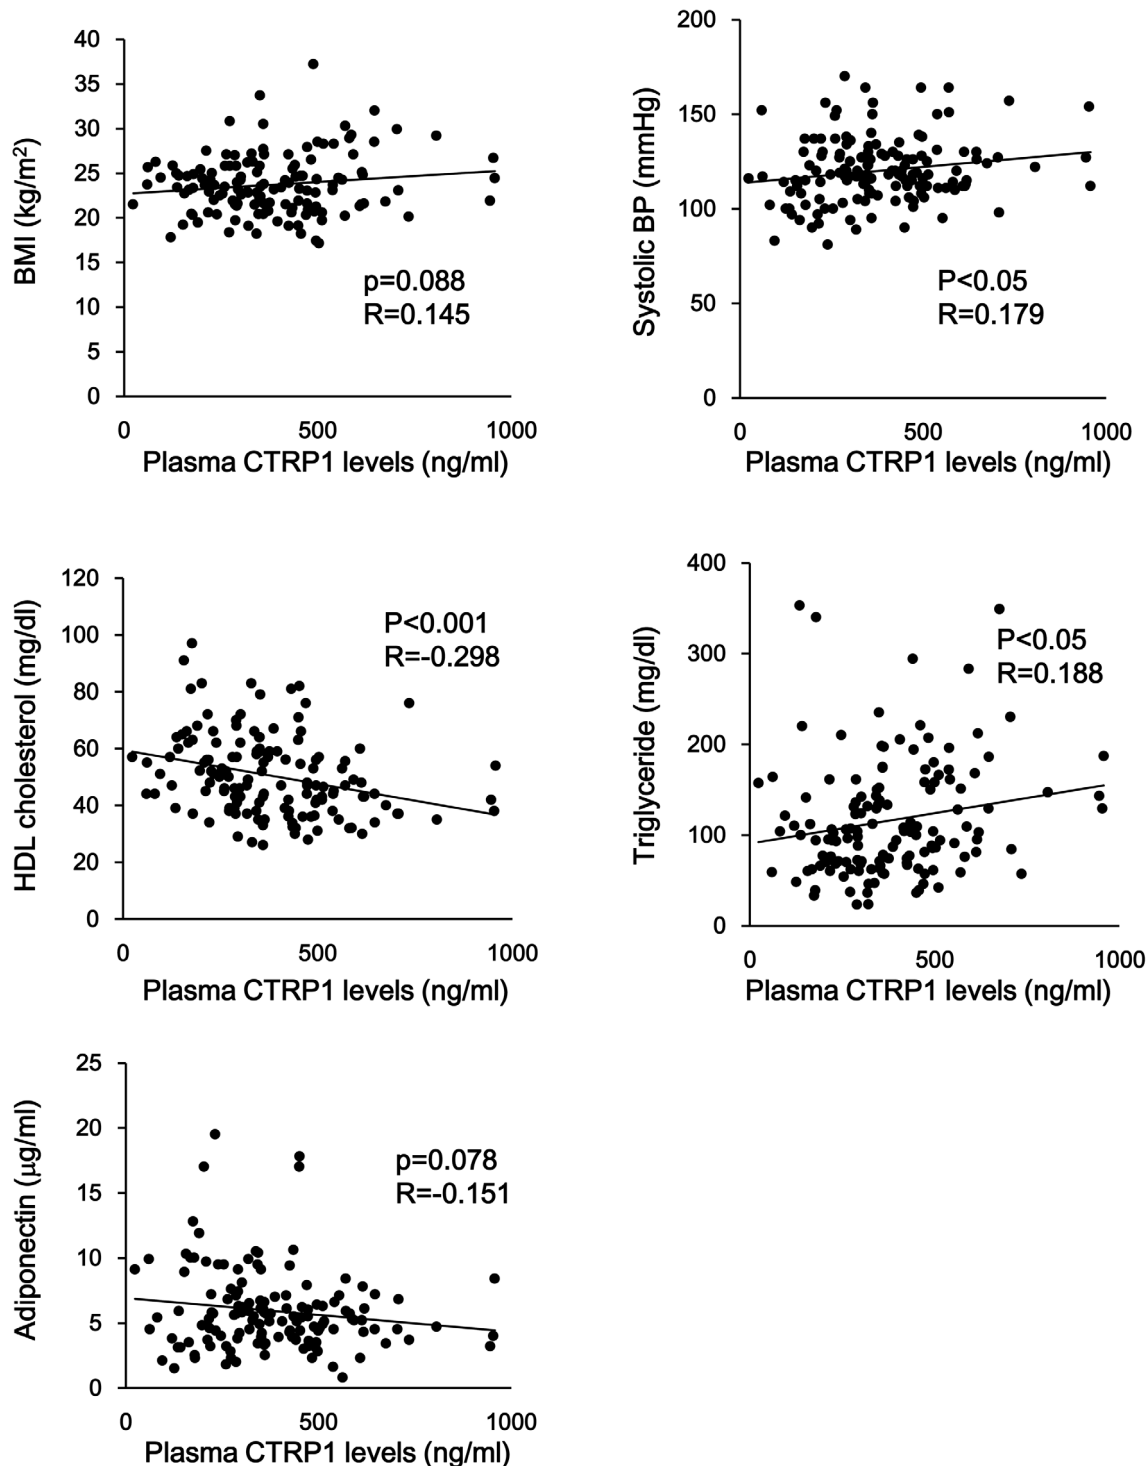 BMI (kg/m²)
40
35
30
25
20
15
10
5
0
p=0.088
R=0.145
0 500 1000
Plasma CTRP1 levels (ng/ml)
Systolic BP (mmHg)
200
150
100
50
0
P<0.05
R=0.179
0 500 1000
Plasma CTRP1 levels (ng/ml)
HDL cholesterol (mg/dl)
120
100
80
60
40
20
0
P<0.001
R=-0.298
0 500 1000
Plasma CTRP1 levels (ng/ml)
Triglyceride (mg/dl)
400
300
200
100
0
P<0.05
R=0.188
0 500 1000
Plasma CTRP1 levels (ng/ml)
Adiponectin (μg/ml)
25
20
15
10
5
0
p=0.078
R=-0.151
0 500 1000
Plasma CTRP1 levels (ng/ml)